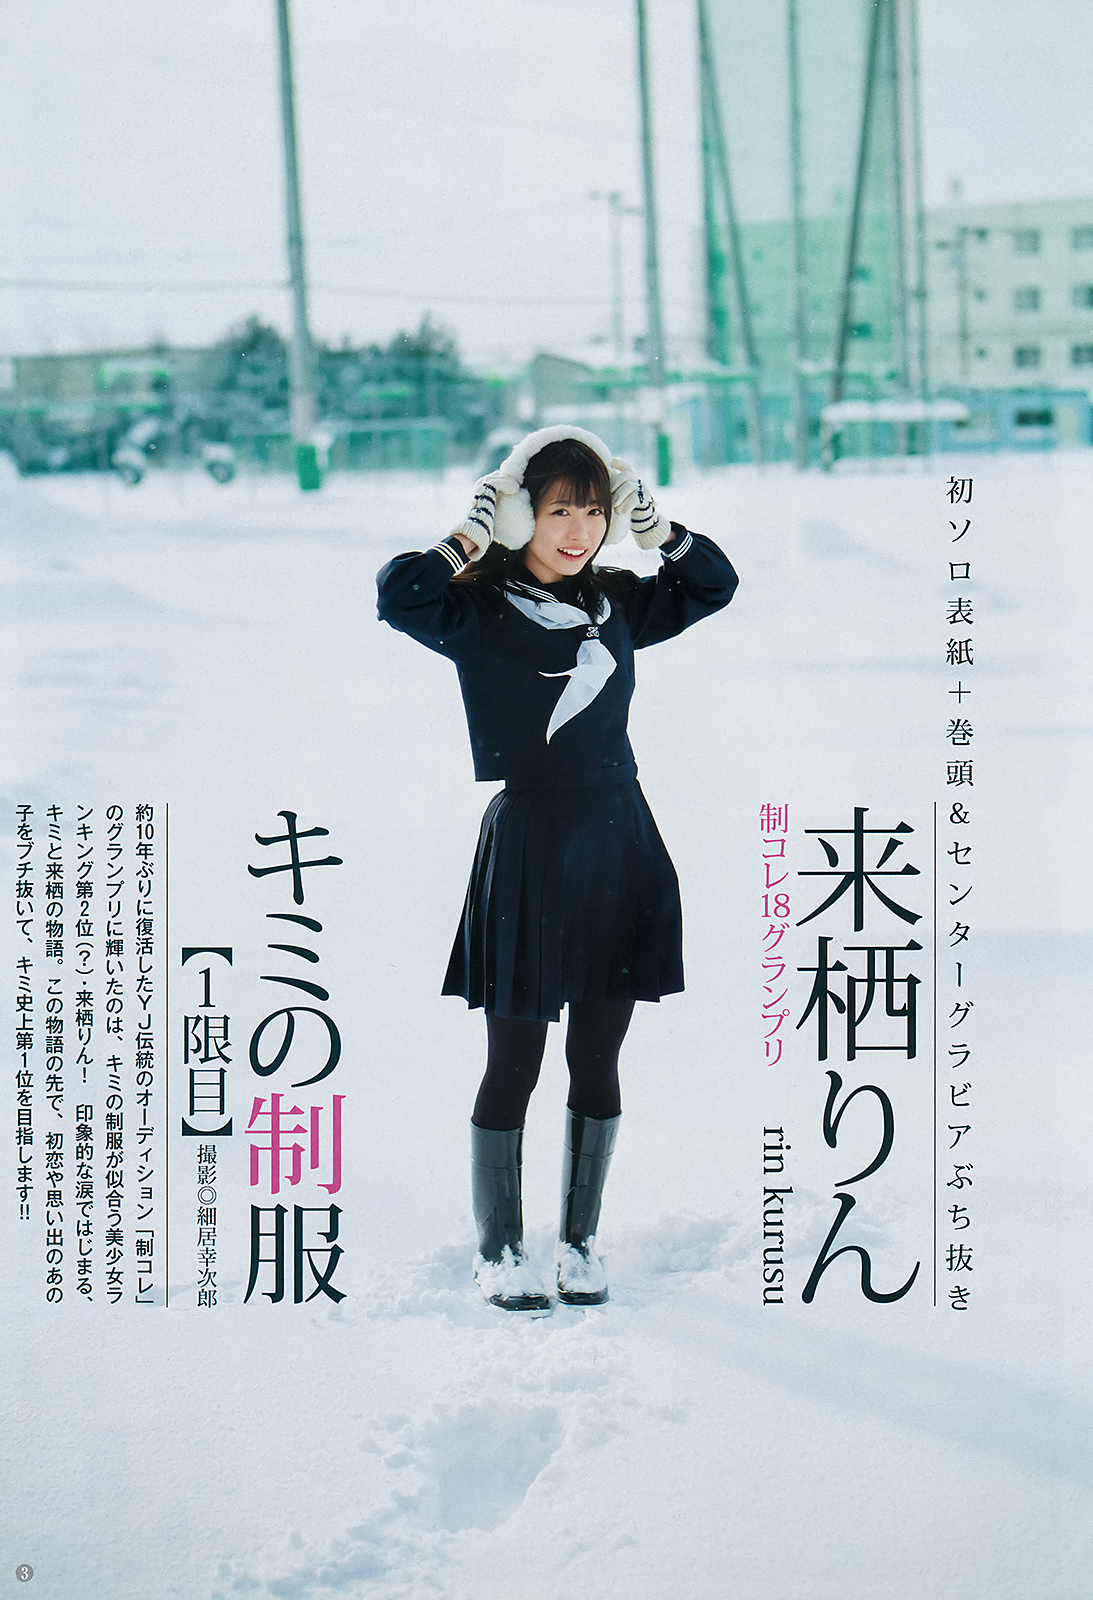 初ソロ表紙＋巻頭&センターグラビアぶち抜き
来栖りん
rin kurusu
制コレ18グランプリ
キミの制服
【1限目】
撮影◎細居幸次郎
約10年ぶりに復活したＹＪ伝統のオーディション「制コレ」
のグランプリに輝いたのは、キミの制服が似合う美少女ラ
ンキング第2位(?)・来栖りん！　印象的な涙ではじまる、
キミと来栖の物語。この物語の先で、初恋や思い出のあの
子をブチ抜いて、キミ史上第1位を目指します!!
3